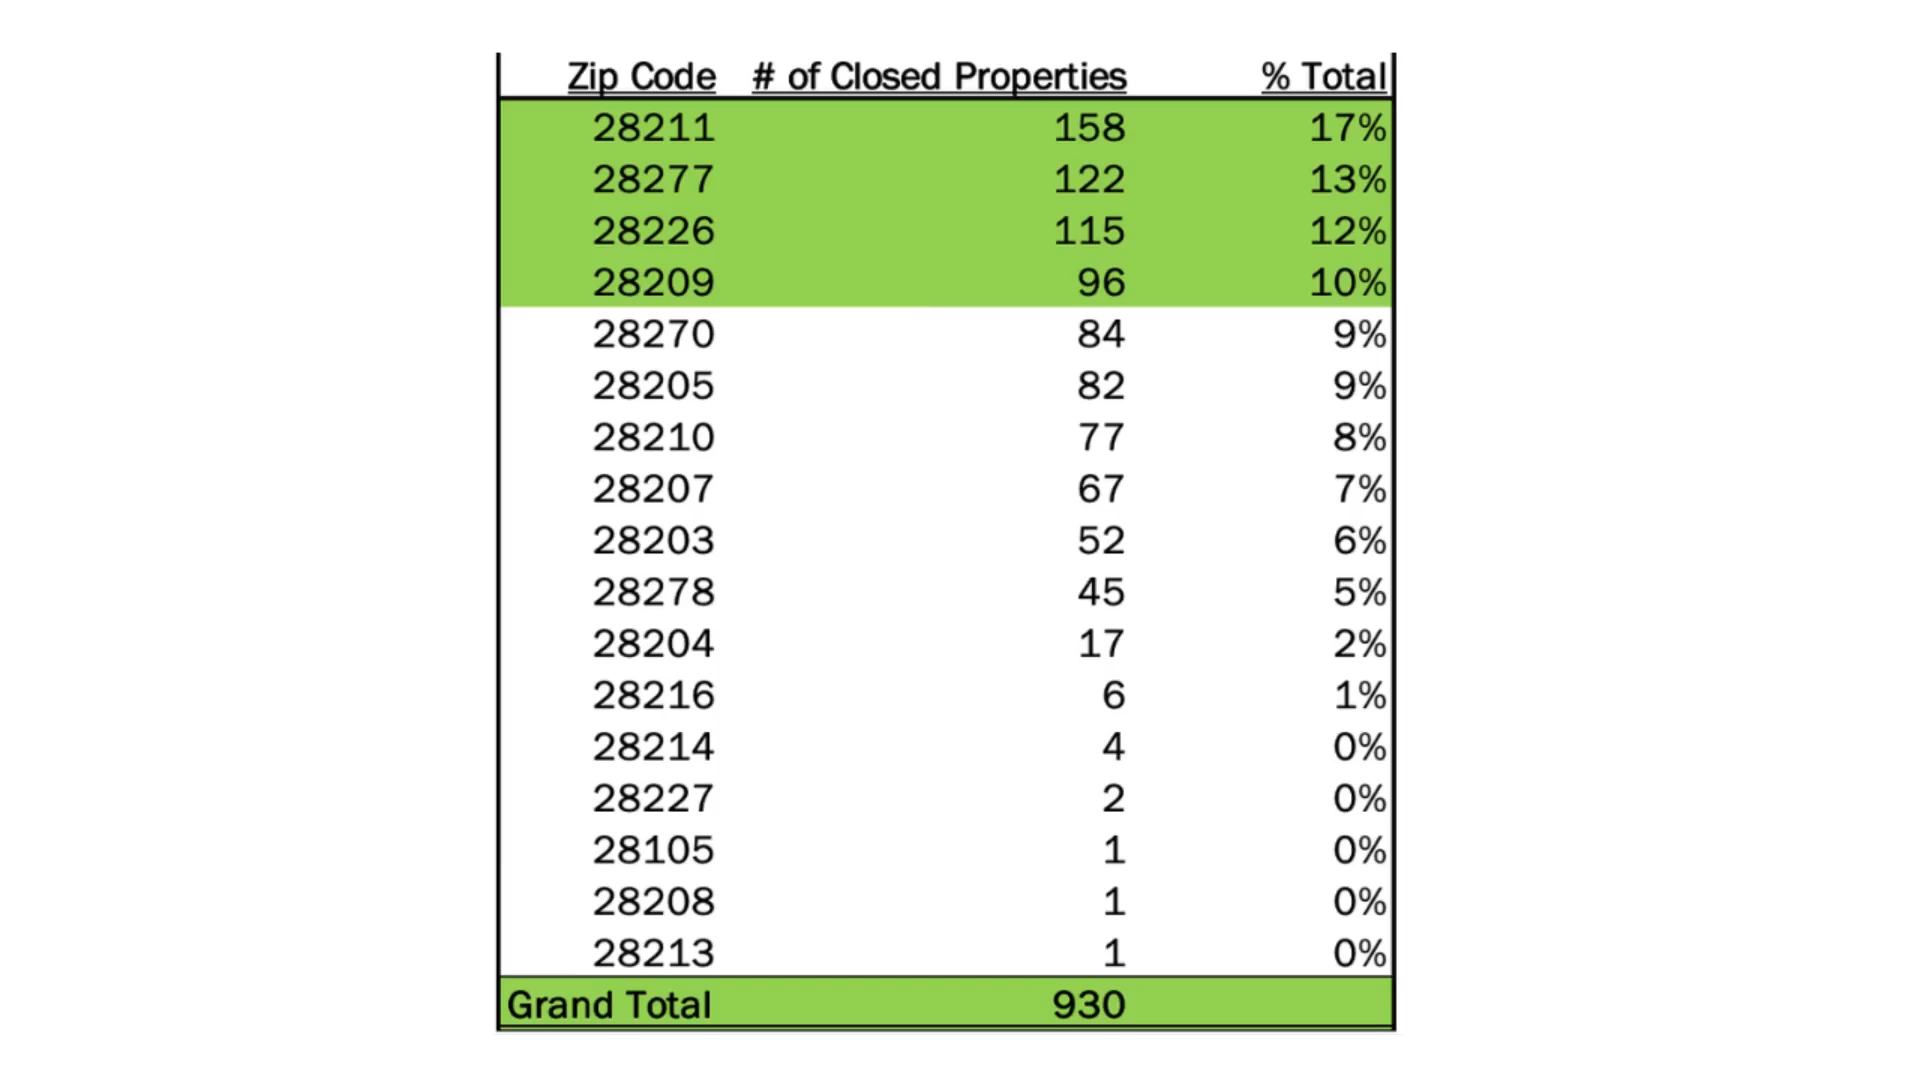 Zip Code # of Closed Properties % Total
28211 158 17%
28277 122 13%
28226 115 12%
28209 96 10%
28270 84 9%
28205 82 9%
28210 77 8%
28207 67 7%
28203 52 6%
28278 45 5%
28204 17 2%
28216 6 1%
28214 4 0%
28227 2 0%
28105 1 0%
28208 1 0%
28213 1 0%
Grand Total 930